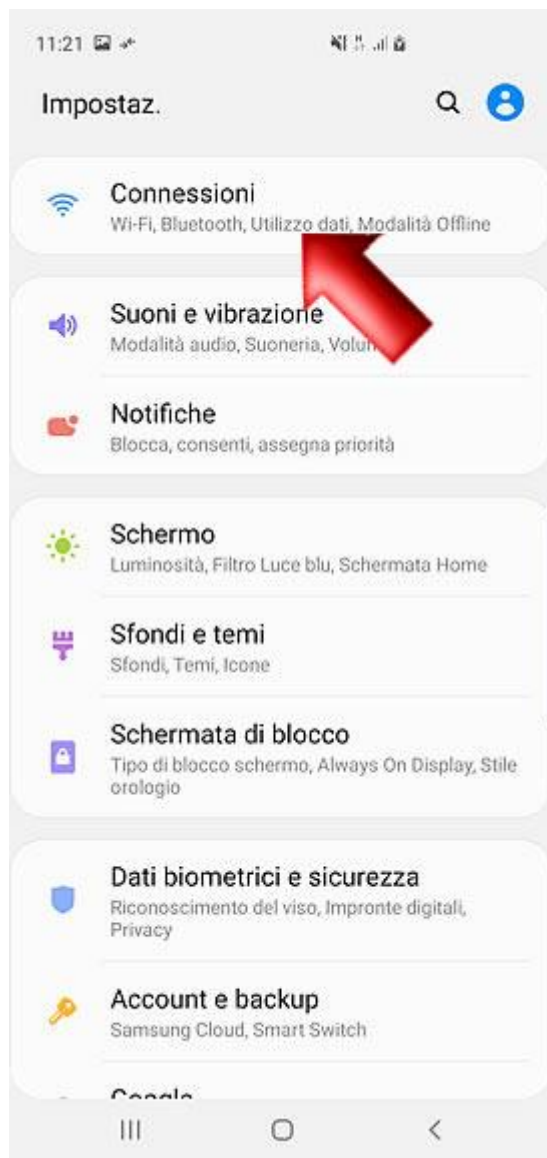 11:21
Impostaz.
Connessioni
Wi-Fi, Bluetooth, Utilizzo dati, Modalità Offline
Suoni e vibrazione
Modalità audio, Suoneria,
Notifiche
Blocca, consenti, assegna priorità
Schermo
Luminosità, Filtro Luce blu, Schermata Home
Sfondi e temi
Sfondi, Temi, Icone
Schermata di blocco
Tipo di blocco schermo, Always On Display, Stile
orologio
Dati biometrici e sicurezza
Riconoscimento del viso, Impronte digitali,
Privacy
Account e backup
Samsung Cloud, Smart Switch